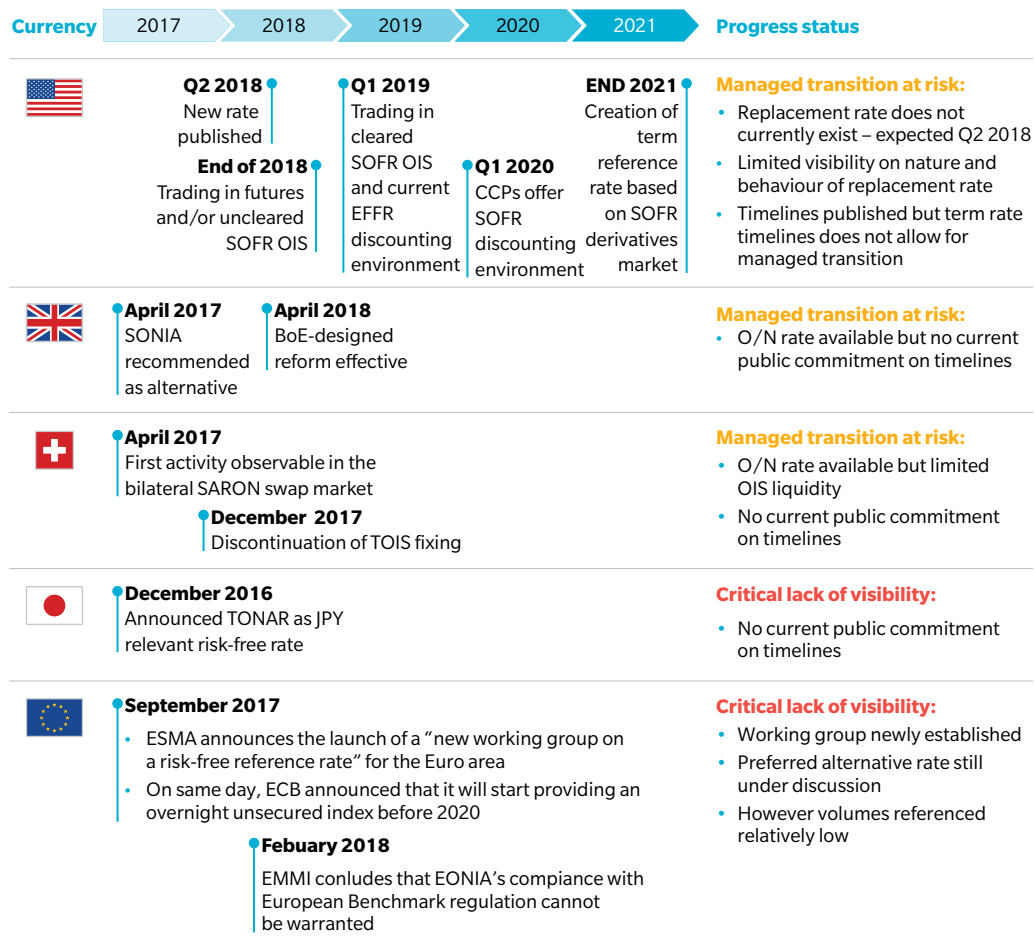 Currency
2017
2018
2019
2020
2021
Progress status
Q2 2018
New rate
published
End of 2018
Trading in futures
and/or uncleared
SOFR OIS
Q1 2019
Trading in
cleared
SOFR OIS
and current
EFFR
discounting
environment
Q1 2020
CCPs offer
SOFR
discounting
environment
END 2021
Creation of
term
reference
rate based
on SOFR
derivatives
market
Managed transition at risk:
• Replacement rate does not
currently exist – expected Q2 2018
• Limited visibility on nature and
behaviour of replacement rate
• Timelines published but term rate
timelines does not allow for
managed transition
April 2017
SONIA
recommended
as alternative
April 2018
BoE-designed
reform effective
Managed transition at risk:
• O/N rate available but no current
public commitment on timelines
April 2017
First activity observable in the
bilateral SARON swap market
December 2017
Discontinuation of TOIS fixing
Managed transition at risk:
• O/N rate available but limited
OIS liquidity
• No current public commitment
on timelines
December 2016
Announced TONAR as JPY
relevant risk-free rate
Critical lack of visibility:
• No current public commitment
on timelines
September 2017
• ESMA announces the launch of a “new working group on
a risk-free reference rate” for the Euro area
• On same day, ECB announced that it will start providing an
overnight unsecured index before 2020
Febuary 2018
EMMI conludes that EONIA’s compiance with
European Benchmark regulation cannot
be warranted
Critical lack of visibility:
• Working group newly established
• Preferred alternative rate still
under discussion
• However volumes referenced
relatively low